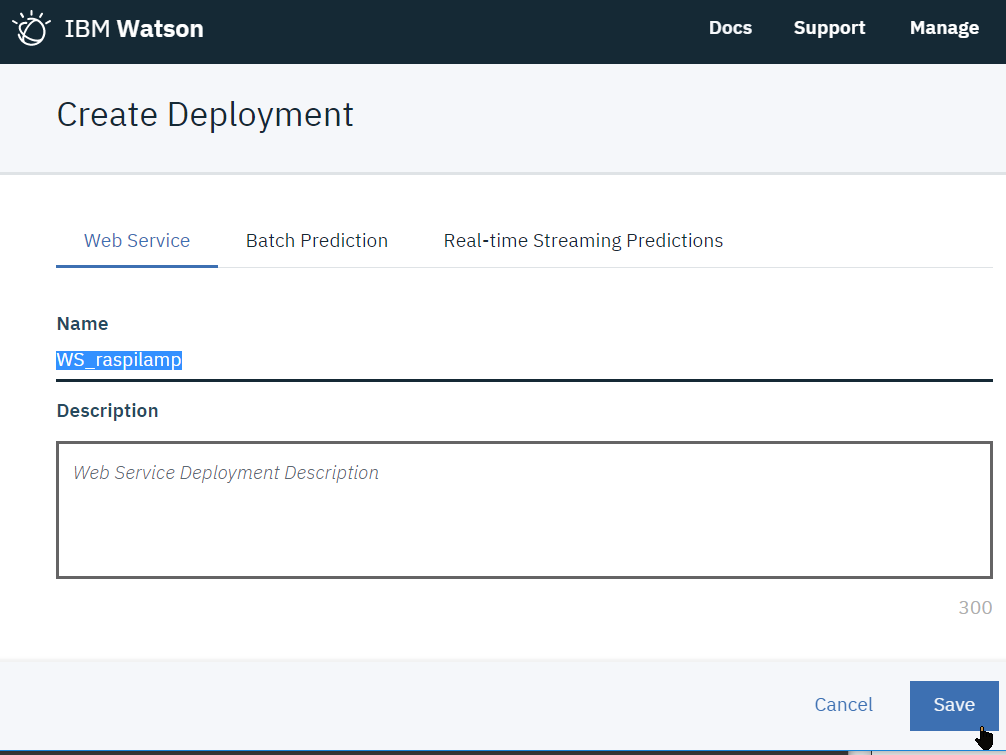 IBM Watson Docs Support Manage
Create Deployment
Web Service Batch Prediction Real-time Streaming Predictions
Name
WS_raspilamp
Description
Web Service Deployment Description
300
Cancel Save